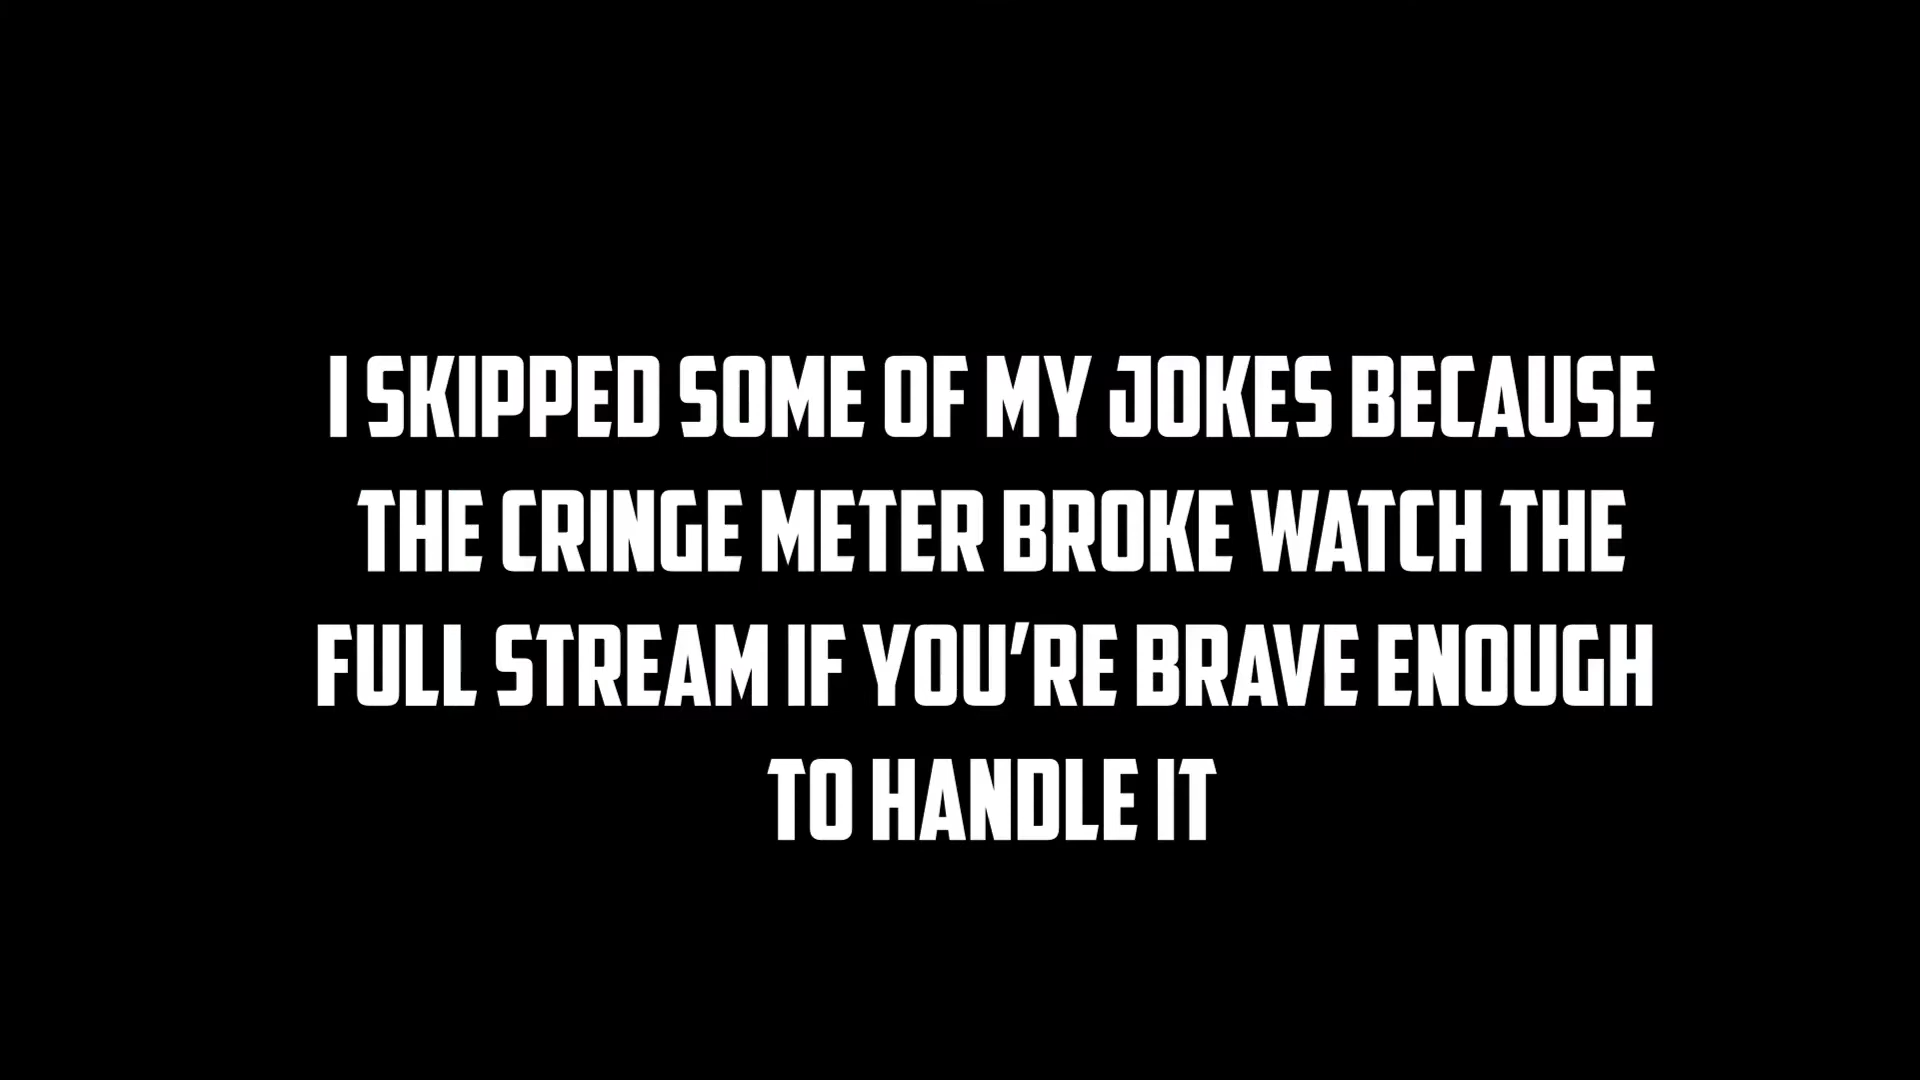 I SKIPPED SOME OF MY JOKES BECAUSE
THE CRINGE METER BROKE WATCH THE
FULL STREAM IF YOU'RE BRAVE ENOUGH
TO HANDLE IT